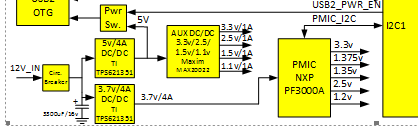 USB2
OTG
Pwr
Sw.
5V
USB2_PWR_EN
PMIC_I2C
I2C1
12V_IN
Circ.
Breaker
3300uF/16v
5V/4A
DC/DC
TI
TPS621351
3.7v/4A
DC/DC
TI
TPS621351
3.7v/4A
AUX DC/DC
3.3v/2.5/
1.5v/1.1v
Maxim
MAX20022
3.3v/1A
2.5v/1A
1.5v/1A
1.1v/1A
PMIC
NXP
PF3000A
3.3v
1.375v
1.35v
2.5v
1.2v